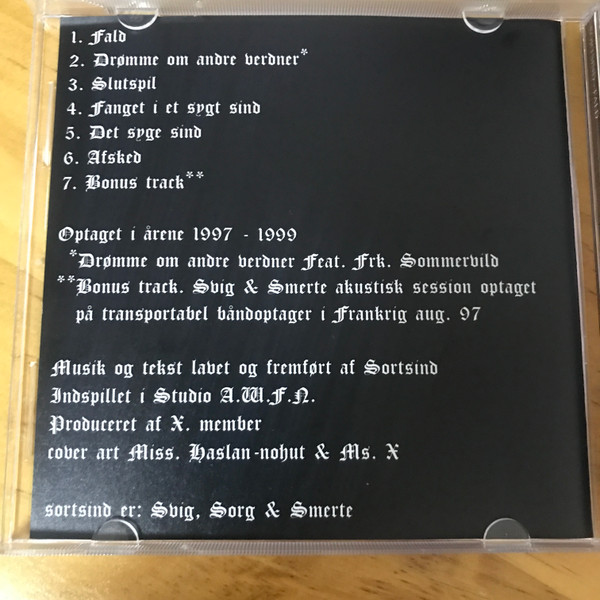 1. Fald
2. Drømme om andre verdner*
3. Slutspil
4. Fanget i et sygt sind
5. Det syge sind
6. Afsked
7. Bonus track**
Optaget i årene 1997 - 1999
*Drømme om andre verdner Feat. Frk. Sommervild
**Bonus track. Svig & Smerte akustisk session optaget
på transportabel båndoptager i Frankrig aug. 97
Musik og tekst lavet og fremført af Sortsind
Indspillet i Studio A.W.F.N.
Produceret af X. member
cover art Miss. Haslan-nohut & Ms. X
sortsind er: Svig, Sorg & Smerte